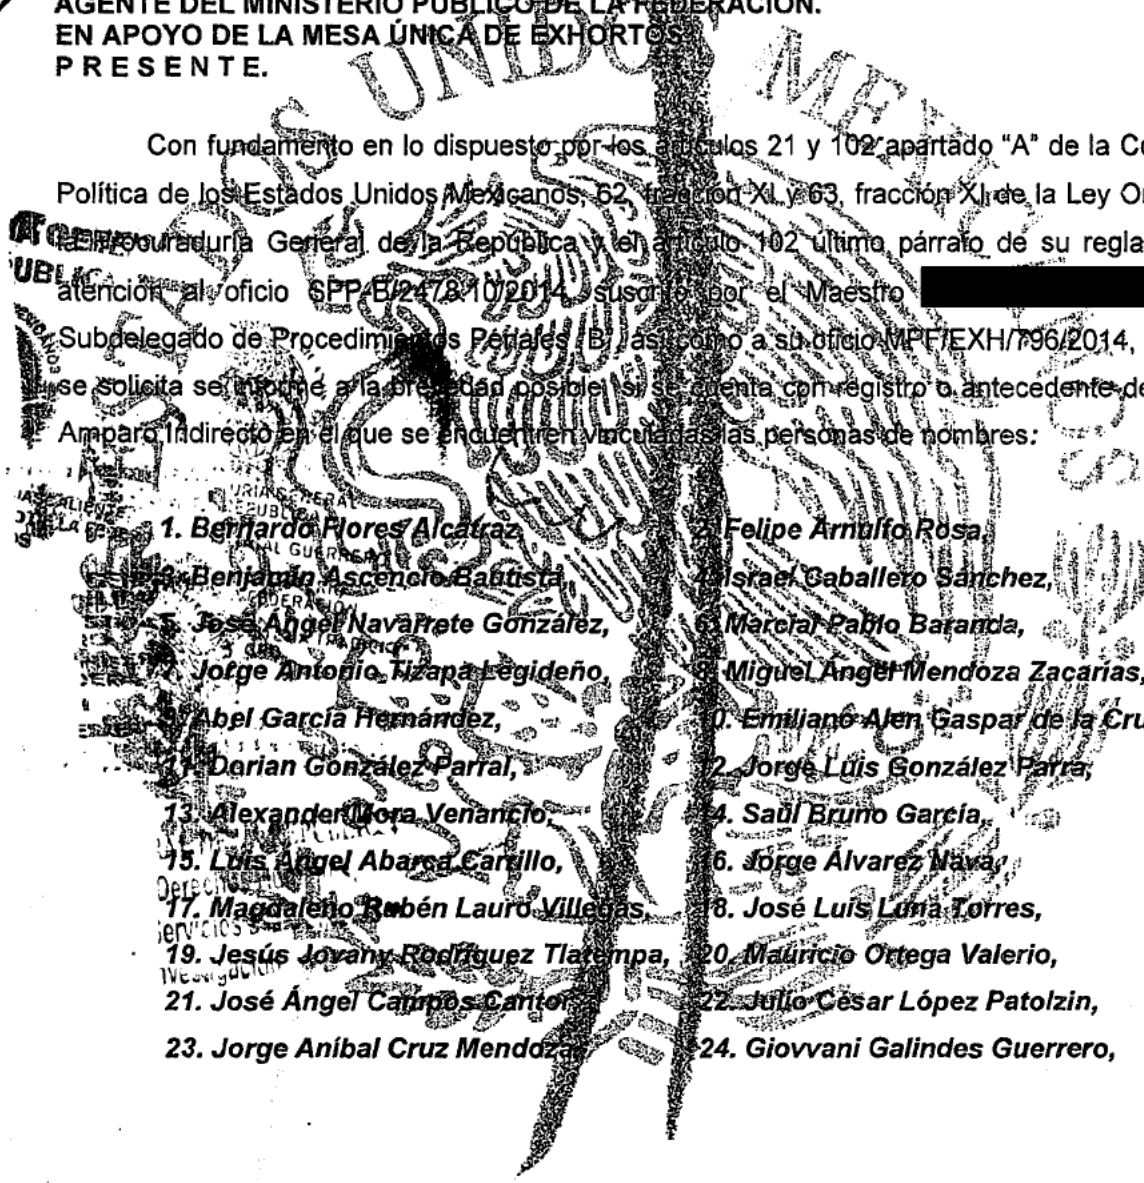 AGENTE DEL MINISTERIO PÚBLICO DE LA FEDERACIÓN.
EN APOYO DE LA MESA ÚNICA DE EXHORTOS
P R E S E N T E.
UNIDOS MEXIC
Con fundamento en lo dispuesto por los artículos 21 y 102 apartado "A" de la Co
Política de los Estados Unidos Mexicanos, 62, fracción XI y 63, fracción XI de la Ley Or
la Procuraduría General de la República y el artículo 102 último párrafo de su regla
atención al oficio SPP-B/2478/10/2014, suscrito por el Maestro
Subdelegado de Procedimientos Penales "B", así como a su oficio MPF/EXH/796/2014,
se solicita se informe a la brevedad posible, si se cuenta con registro o antecedente de
Amparo Indirecto en el que se encuentren vinculadas las personas de nombres:
1. Bernardo Flores Alcatraz, 2. Felipe Arnulfo Rosa,
3. Benjamín Ascencio Bautista, 4. Israel Caballero Sánchez,
5. José Ángel Navarrete González, 6. Marcial Pablo Baranda,
7. Jorge Antonio Tizapa Legideño, 8. Miguel Ángel Mendoza Zacarías,
9. Abel García Hernández, 10. Emiliano Alen Gaspar de la Cru
11. Dorian González Parral, 12. Jorge Luis González Parra,
13. Alexander Mora Venancio, 14. Saúl Bruno García,
15. Luis Ángel Abarca Carrillo, 16. Jorge Álvarez Nava,
17. Magdaleno Rubén Lauro Villegas, 18. José Luis Luna Torres,
19. Jesús Jovany Rodríguez Tlatempa, 20. Mauricio Ortega Valerio,
21. José Ángel Campos Cantor, 22. Julio César López Patolzin,
23. Jorge Aníbal Cruz Mendoza, 24. Giovvani Galindes Guerrero,